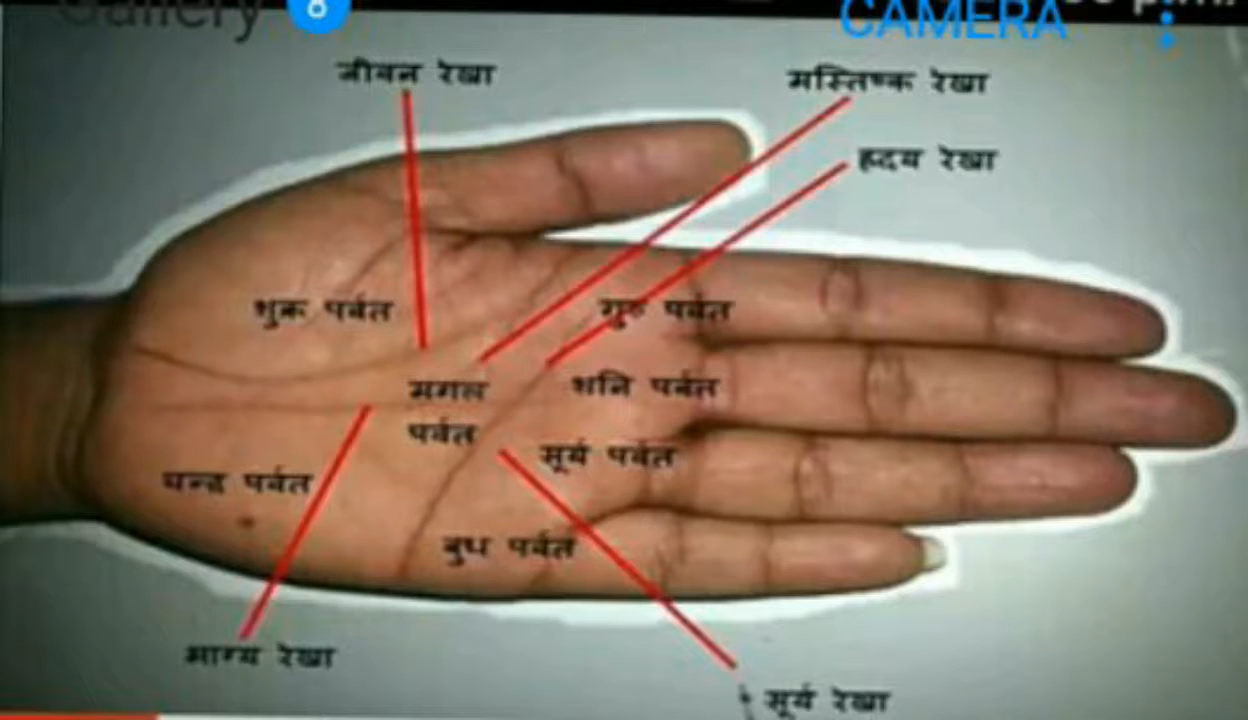 Gallery
8
CAMERA
जीवन रेखा
मस्तिष्क रेखा
ह्रदय रेखा
शुक्र पर्वत
गुरु पर्वत
मगल
पर्वत
शनि पर्वत
सूर्य पर्वत
चन्द्र पर्वत
बुध पर्वत
भाग्य रेखा
सूर्य रेखा